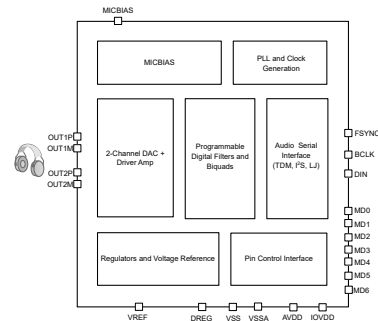 MICBIAS
MICBIAS
PLL and Clock
Generation
OUT1P
OUT1M
OUT2P
OUT2M
2-Channel DAC +
Driver Amp
Programmable
Digital Filters and
Biquads
Audio Serial
Interface
(TDM, I²S, LJ)
FSYNC
BCLK
DIN
MD0
MD1
MD2
MD3
MD4
MD5
MD6
Regulators and Voltage Reference
Pin Control Interface
VREF
DREG
VSS
VSSA
AVDD
IOVDD